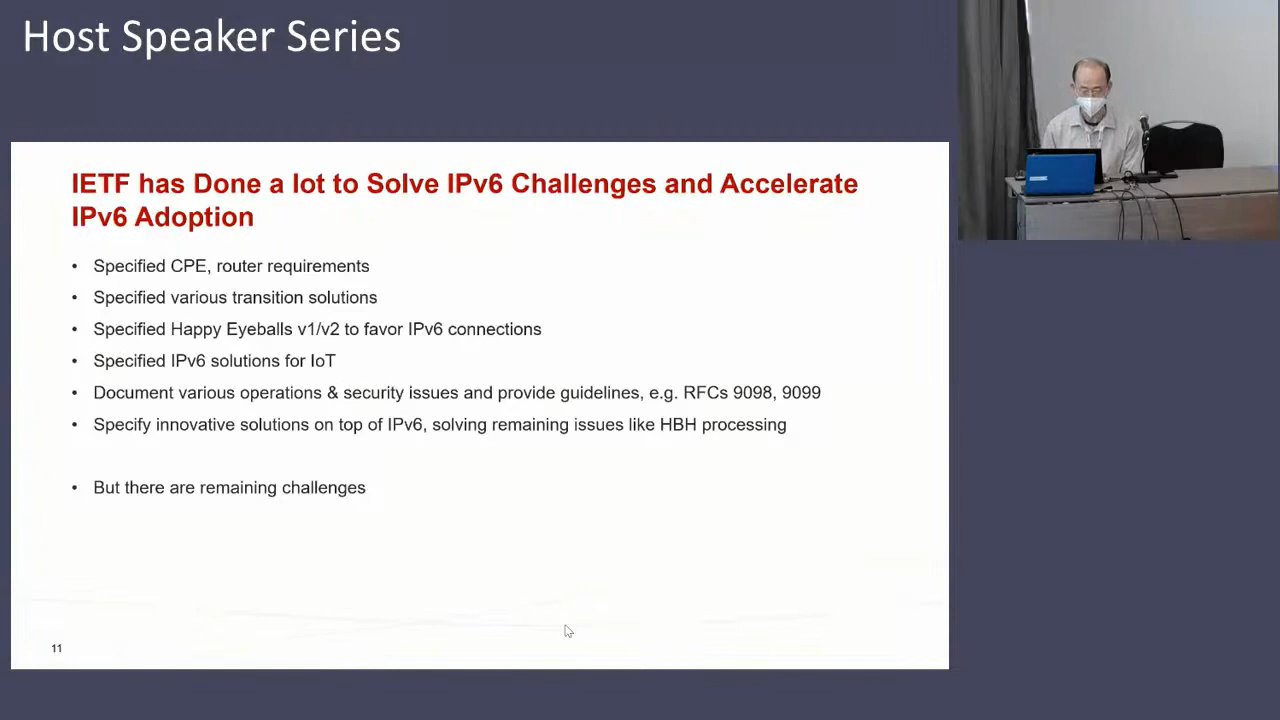 Host Speaker Series
IETF has Done a lot to Solve IPv6 Challenges and Accelerate
IPv6 Adoption
• Specified CPE, router requirements
• Specified various transition solutions
• Specified Happy Eyeballs v1/v2 to favor IPv6 connections
• Specified IPv6 solutions for IoT
• Document various operations & security issues and provide guidelines, e.g. RFCs 9098, 9099
• Specify innovative solutions on top of IPv6, solving remaining issues like HBH processing
• But there are remaining challenges
11